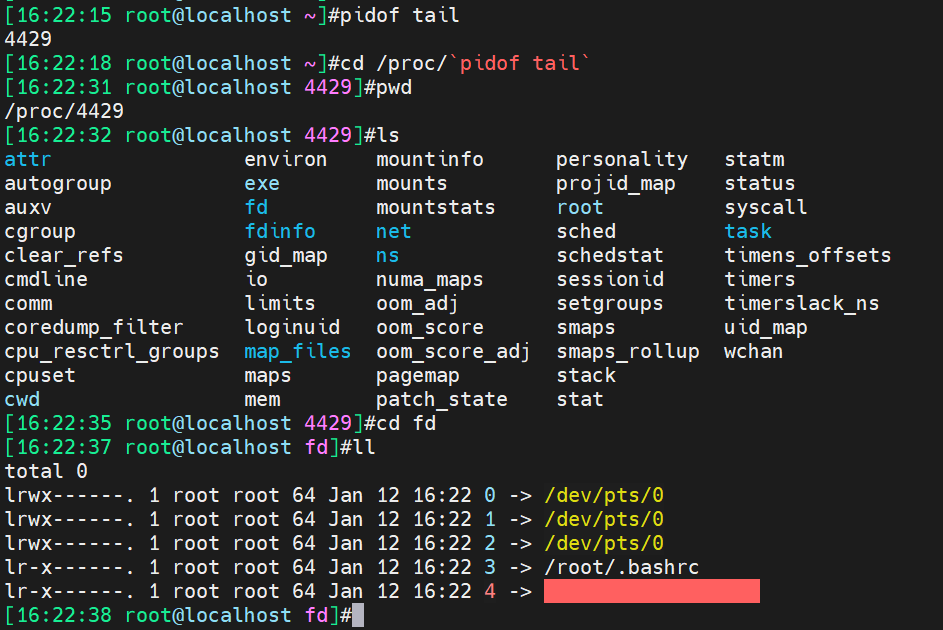 [16:22:15 root@localhost ~]#pidof tail
4429
[16:22:18 root@localhost ~]#cd /proc/`pidof tail`
[16:22:31 root@localhost 4429]#pwd
/proc/4429
[16:22:32 root@localhost 4429]#ls
attr environ mountinfo personality statm
autogroup exe mounts projid_map status
auxv fd mountstats root syscall
cgroup fdinfo net sched task
clear_refs gid_map ns schedstat timens_offsets
cmdline io numa_maps sessionid timers
comm limits oom_adj setgroups timerslack_ns
coredump_filter loginuid oom_score smaps uid_map
cpu_resctrl_groups map_files oom_score_adj smaps_rollup wchan
cpuset maps pagemap stack
cwd mem patch_state stat
[16:22:35 root@localhost 4429]#cd fd
[16:22:37 root@localhost fd]#ll
total 0
lrwx------. 1 root root 64 Jan 12 16:22 0 -> /dev/pts/0
lrwx------. 1 root root 64 Jan 12 16:22 1 -> /dev/pts/0
lrwx------. 1 root root 64 Jan 12 16:22 2 -> /dev/pts/0
lr-x------. 1 root root 64 Jan 12 16:22 3 -> /root/.bashrc
lr-x------. 1 root root 64 Jan 12 16:22 4 ->
[16:22:38 root@localhost fd]#